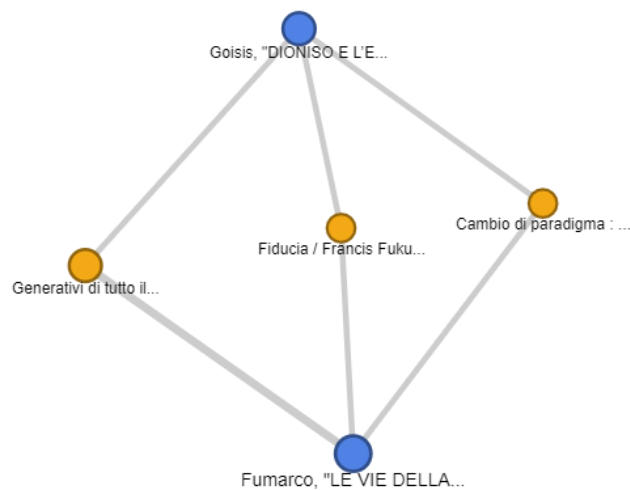 Goisis, "DIONISO E L'E...
Cambio di paradigma : ...
Fiducia / Francis Fuku...
Generativi di tutto il...
Fumarco, "LE VIE DELLA...